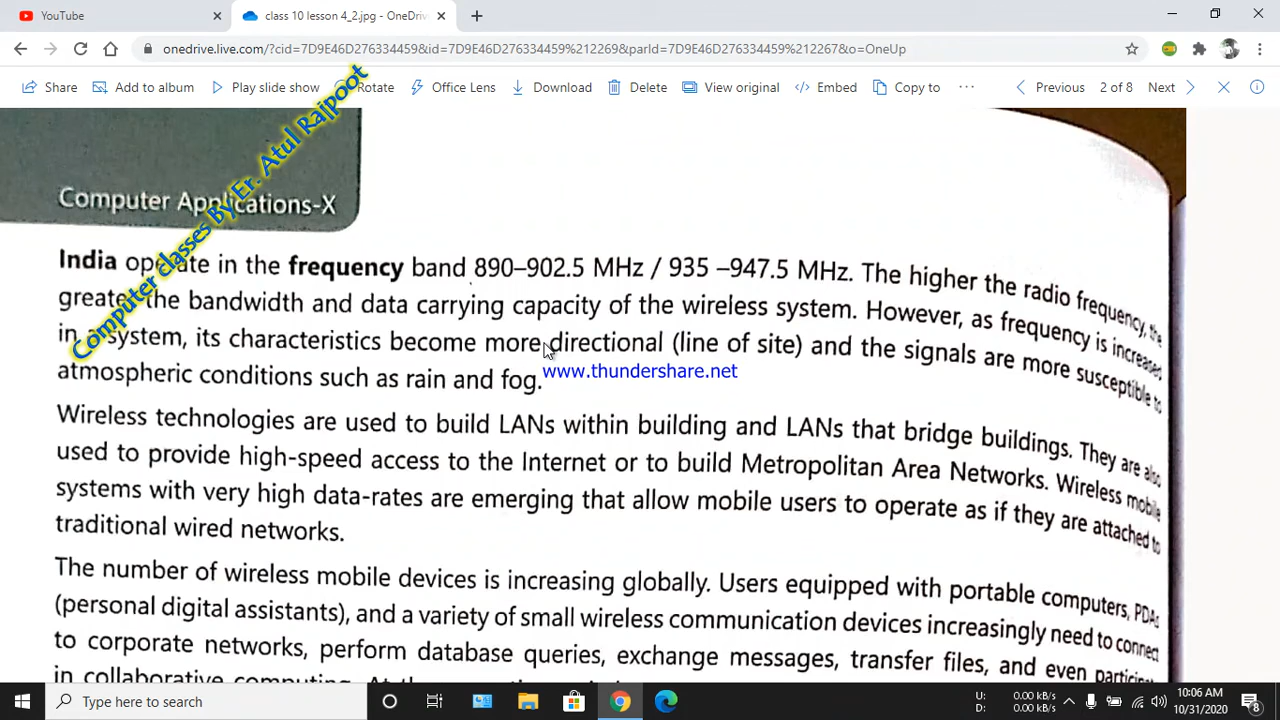 YouTube
class 10 lesson 4_2.jpg - OneDriv
onedrive.live.com/?cid=7D9E46D276334459&id=7D9E46D276334459%212269&parId=7D9E46D276334459%212267&o=OneUp
Share Add to album Play slide show Rotate Office Lens Download Delete View original Embed Copy to Previous 2 of 8 Next
Computer classes By Er. Atul Rajpoot
Computer Applications-X
India operate in the frequency band 890–902.5 MHz / 935 –947.5 MHz. The higher the radio frequency, the
greater the bandwidth and data carrying capacity of the wireless system. However, as frequency is increased
in a system, its characteristics become more directional (line of site) and the signals are more susceptible to
atmospheric conditions such as rain and fog.
www.thundershare.net
Wireless technologies are used to build LANs within building and LANs that bridge buildings. They are also
used to provide high-speed access to the Internet or to build Metropolitan Area Networks. Wireless mobile
systems with very high data-rates are emerging that allow mobile users to operate as if they are attached to
traditional wired networks.
The number of wireless mobile devices is increasing globally. Users equipped with portable computers, PDAs
(personal digital assistants), and a variety of small wireless communication devices increasingly need to connect
to corporate networks, perform database queries, exchange messages, transfer files, and even
in collaborative computing.
Type here to search
U: 0.00 kB/s
D: 0.00 kB/s
10:06 AM
10/31/2020
8